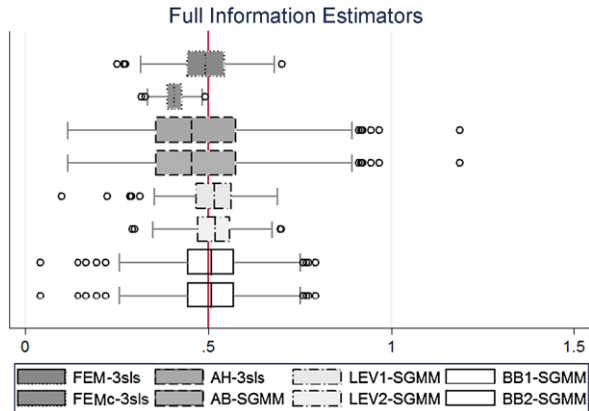 Full Information Estimators
0 .5 1 1.5
FEM-3sls AH-3sls LEV1-SGMM BB1-SGMM
FEMc-3sls AB-SGMM LEV2-SGMM BB2-SGMM